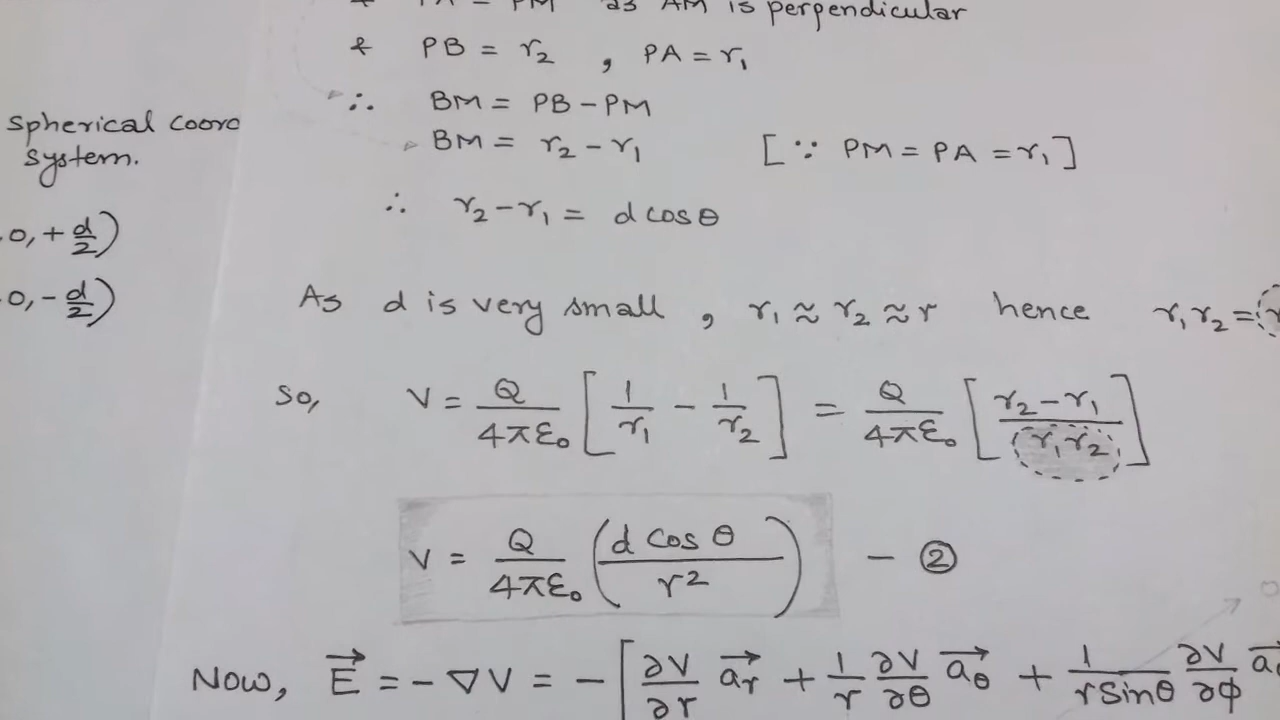 PA = PM as AM is perpendicular
& PB = r₂ , PA = r₁
∴ BM = PB - PM
spherical coord
BM = r₂ - r₁ [∵ PM = PA = r₁]
system.
∴ r₂ - r₁ = d cosθ
0, + d/2)
0, - d/2)
As d is very small , r₁ ≈ r₂ ≈ r hence r₁r₂ =
So, V = Q/4πε₀ [1/r₁ - 1/r₂] = Q/4πε₀ [r₂ - r₁/r₁r₂]
V = Q/4πε₀ (d cos θ/r²) - ②
Now, E⃗ = - ∇V = - [∂V/∂r a⃗r + 1/r ∂V/∂θ a⃗θ + 1/r sinθ ∂V/∂φ a⃗